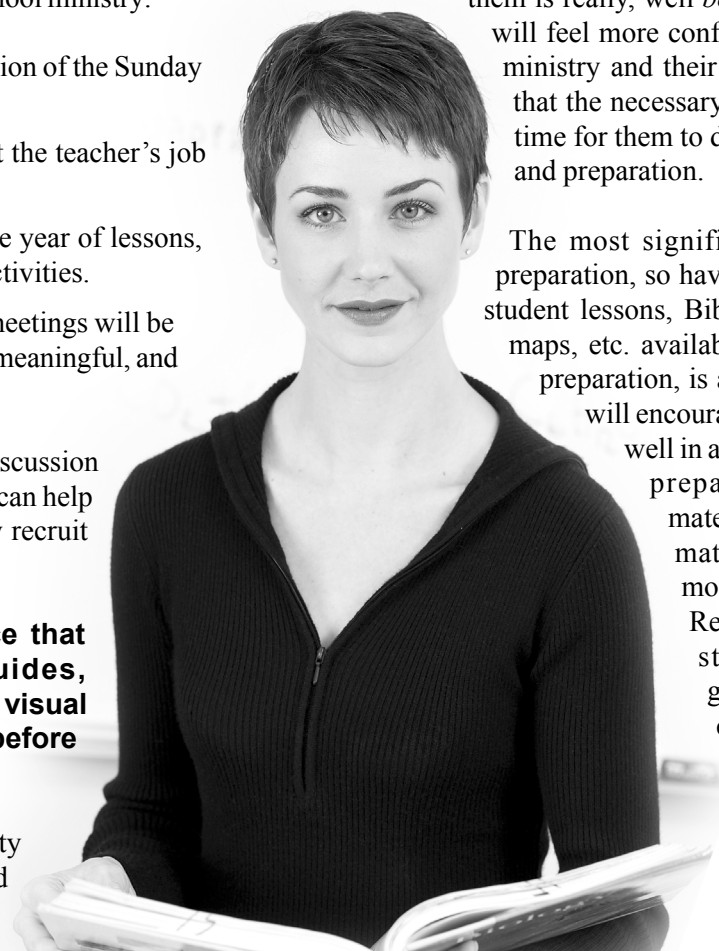 ool ministry.
ion of the Sunday
t the teacher’s job
e year of lessons,
tivities.
meetings will be
meaningful, and
scussion
can help
recruit
e that
uides,
visual
before
ty
d
them is really, well
will feel more conf
ministry and their
that the necessary
time for them to d
and preparation.
The most signifi
preparation, so hav
student lessons, Bib
maps, etc. availab
preparation, is a
will encoura
well in a
prepa
mate
mat
mo
Re
st
g